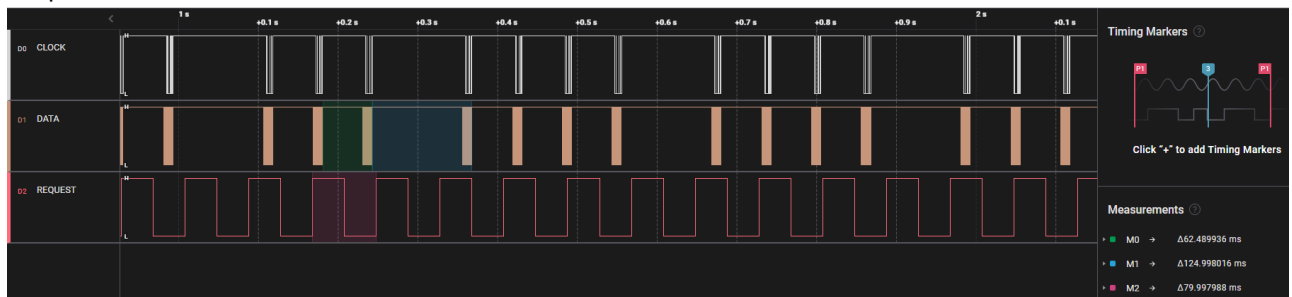 1 s +0.1 s +0.2 s +0.3 s +0.4 s +0.5 s +0.6 s +0.7 s +0.8 s +0.9 s 2 s +0.1 s
D0 CLOCK
H
L
D1 DATA
H
L
D2 REQUEST
H
L
Timing Markers
P1 3 P1
Click "+" to add Timing Markers
Measurements
M0 → Δ62.489936 ms
M1 → Δ124.998016 ms
M2 → Δ79.997988 ms